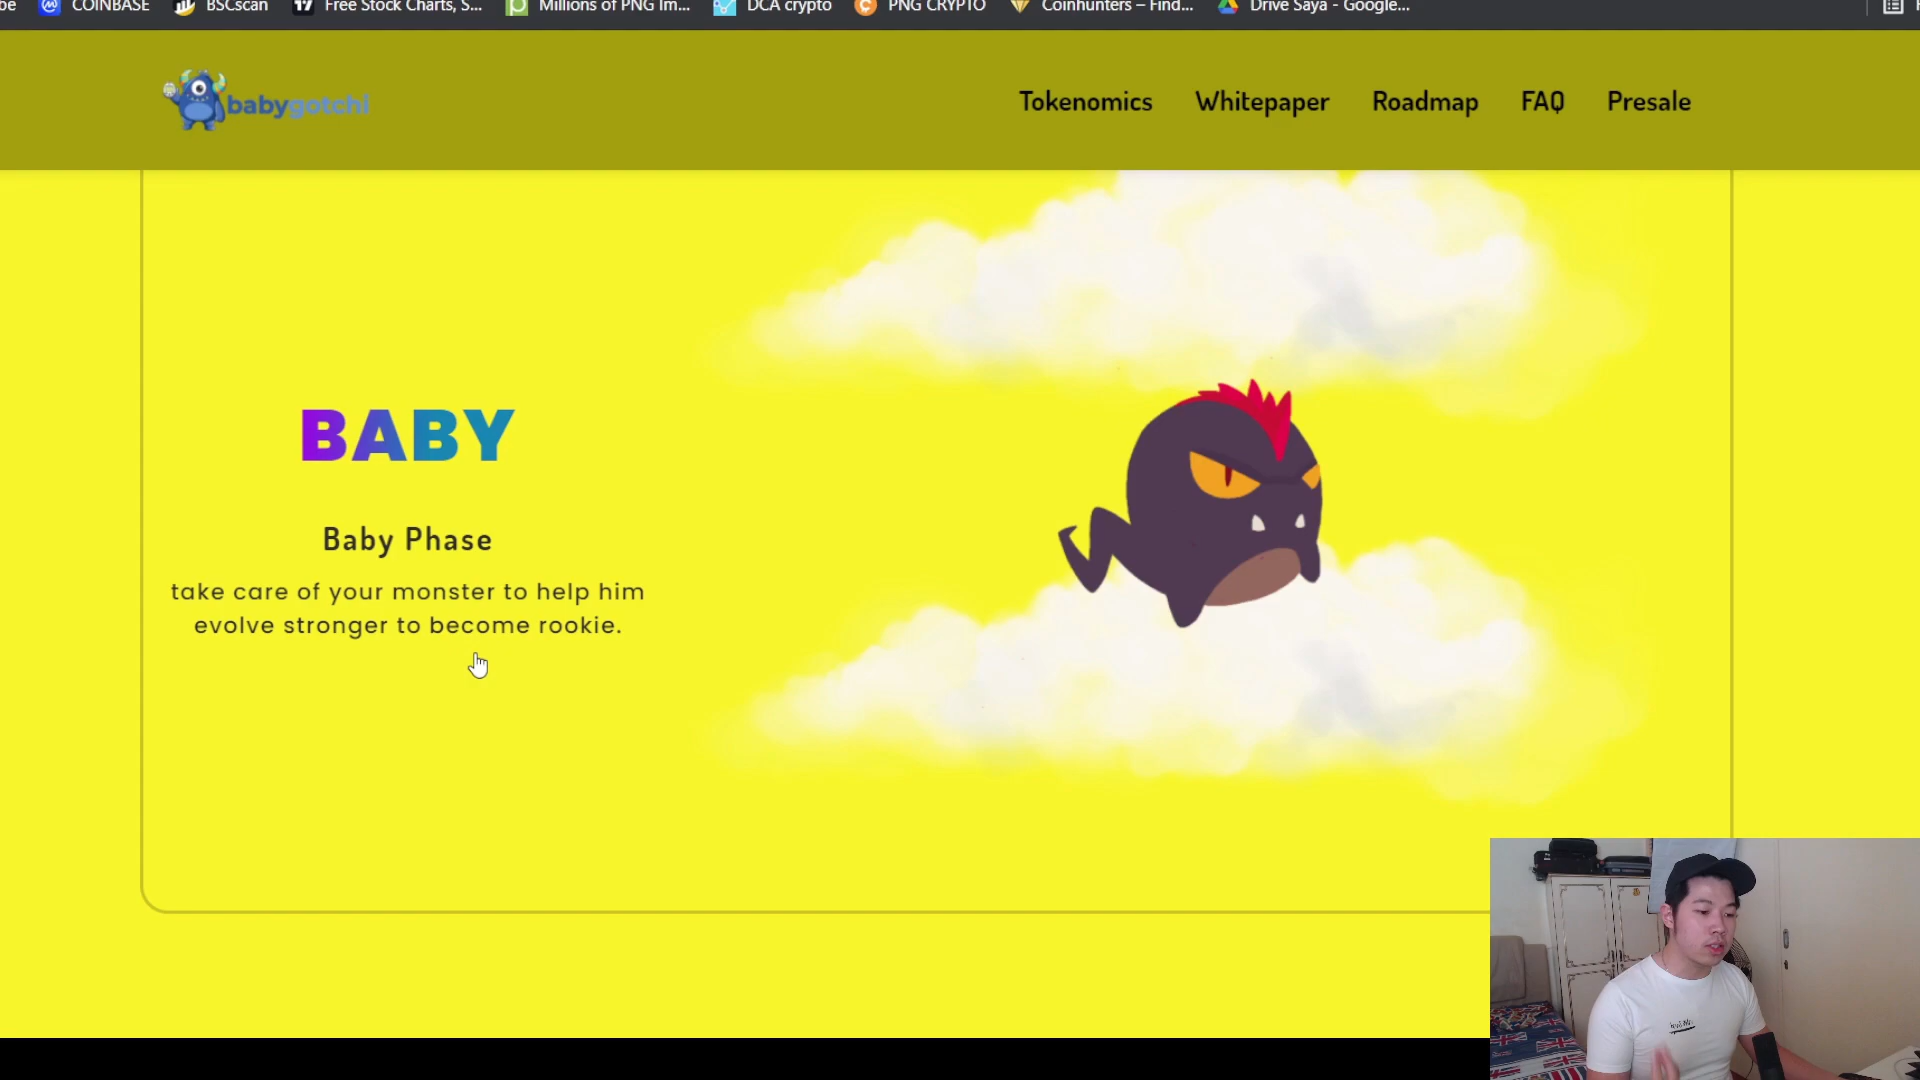 be COINBASE BSCscan Free Stock Charts, S... Millions of PNG Im... DCA crypto PNG CRYPTO Coinhunters – Find... Drive Saya - Google...
babygotchi
Tokenomics Whitepaper Roadmap FAQ Presale
BABY
Baby Phase
take care of your monster to help him
evolve stronger to become rookie.